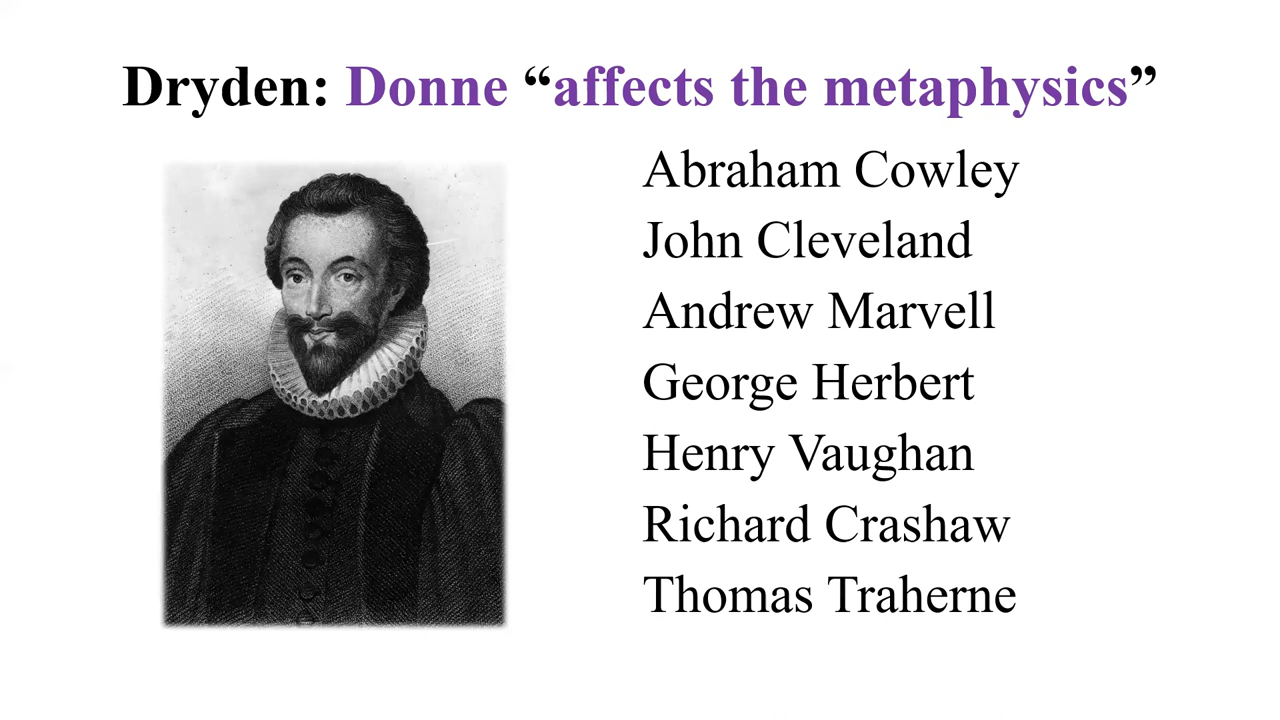 Dryden: Donne “affects the metaphysics”
Abraham Cowley
John Cleveland
Andrew Marvell
George Herbert
Henry Vaughan
Richard Crashaw
Thomas Traherne